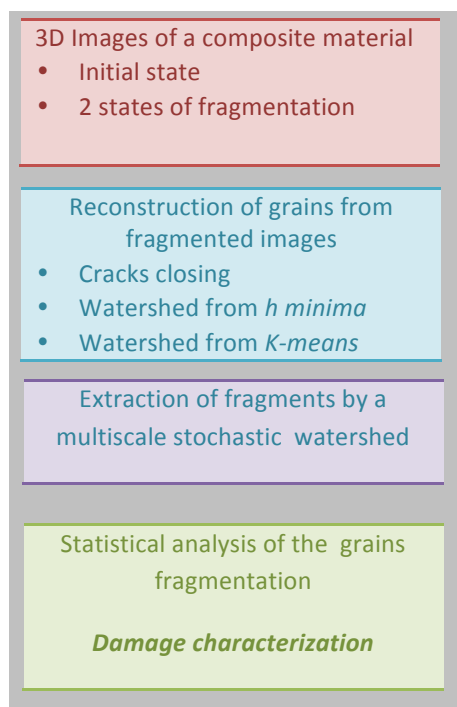 3D Images of a composite material
• Initial state
• 2 states of fragmentation
Reconstruction of grains from
fragmented images
• Cracks closing
• Watershed from h minima
• Watershed from K-means
Extraction of fragments by a
multiscale stochastic watershed
Statistical analysis of the grains
fragmentation
Damage characterization